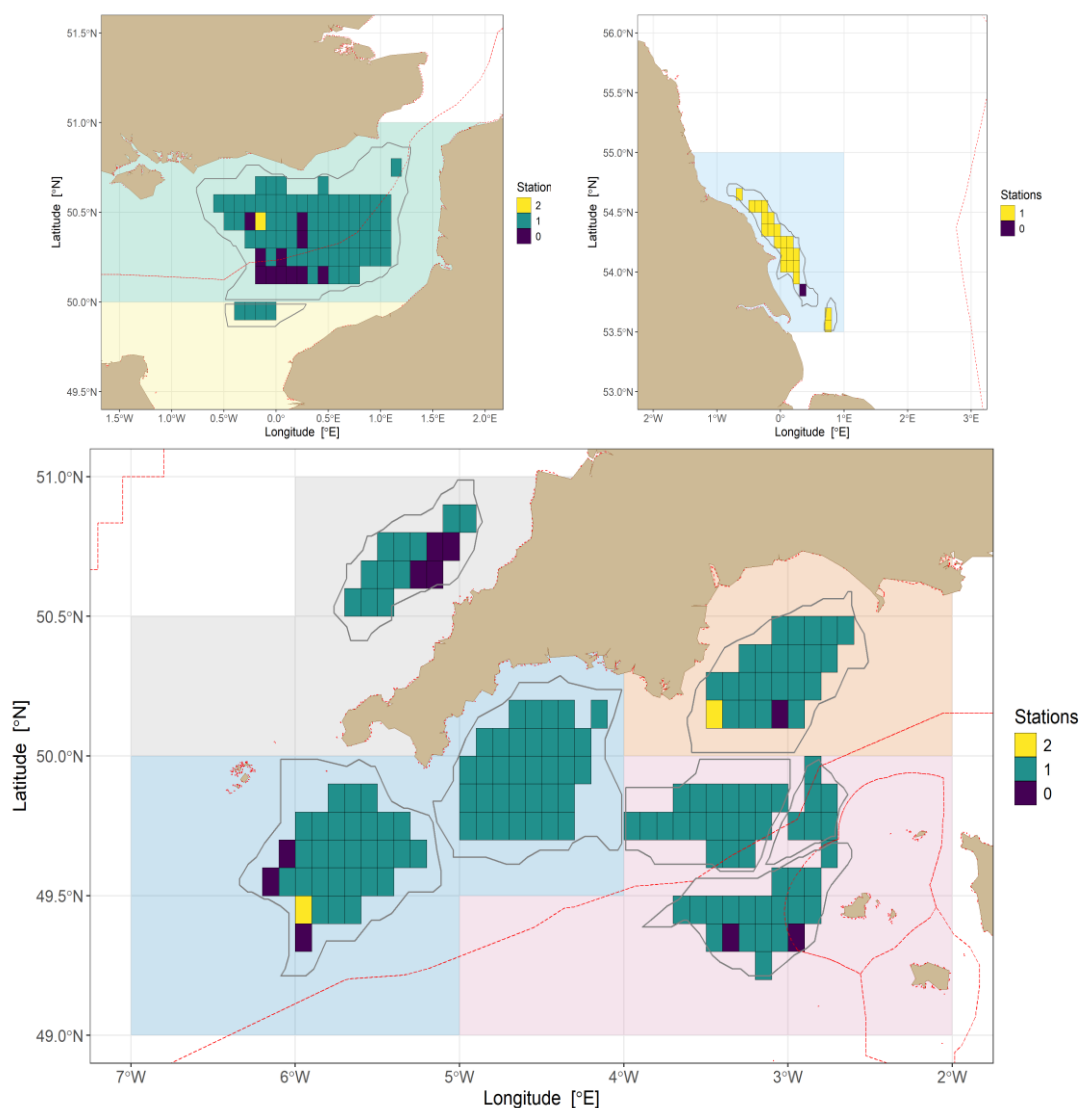 51.5°N
51.0°N
50.5°N
50.0°N
49.5°N
Latitude [°N]
1.5°W
1.0°W
0.5°W
0.0°
0.5°E
1.0°E
1.5°E
2.0°E
Longitude [°E]
Stations
2
1
0
56.0°N
55.5°N
55.0°N
54.5°N
54.0°N
53.5°N
53.0°N
Latitude [°N]
2°W
1°W
0°
1°E
2°E
3°E
Longitude [°E]
Stations
1
0
51.0°N
50.5°N
50.0°N
49.5°N
49.0°N
Latitude [°N]
7°W
6°W
5°W
4°W
3°W
2°W
Longitude [°E]
Stations
2
1
0